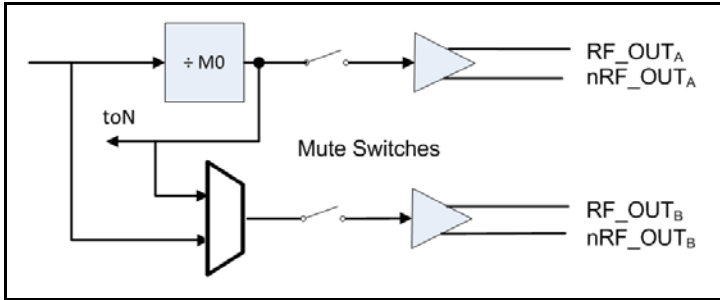 ÷ M0
RF_OUTA
nRF_OUTA
toN
Mute Switches
RF_OUTB
nRF_OUTB